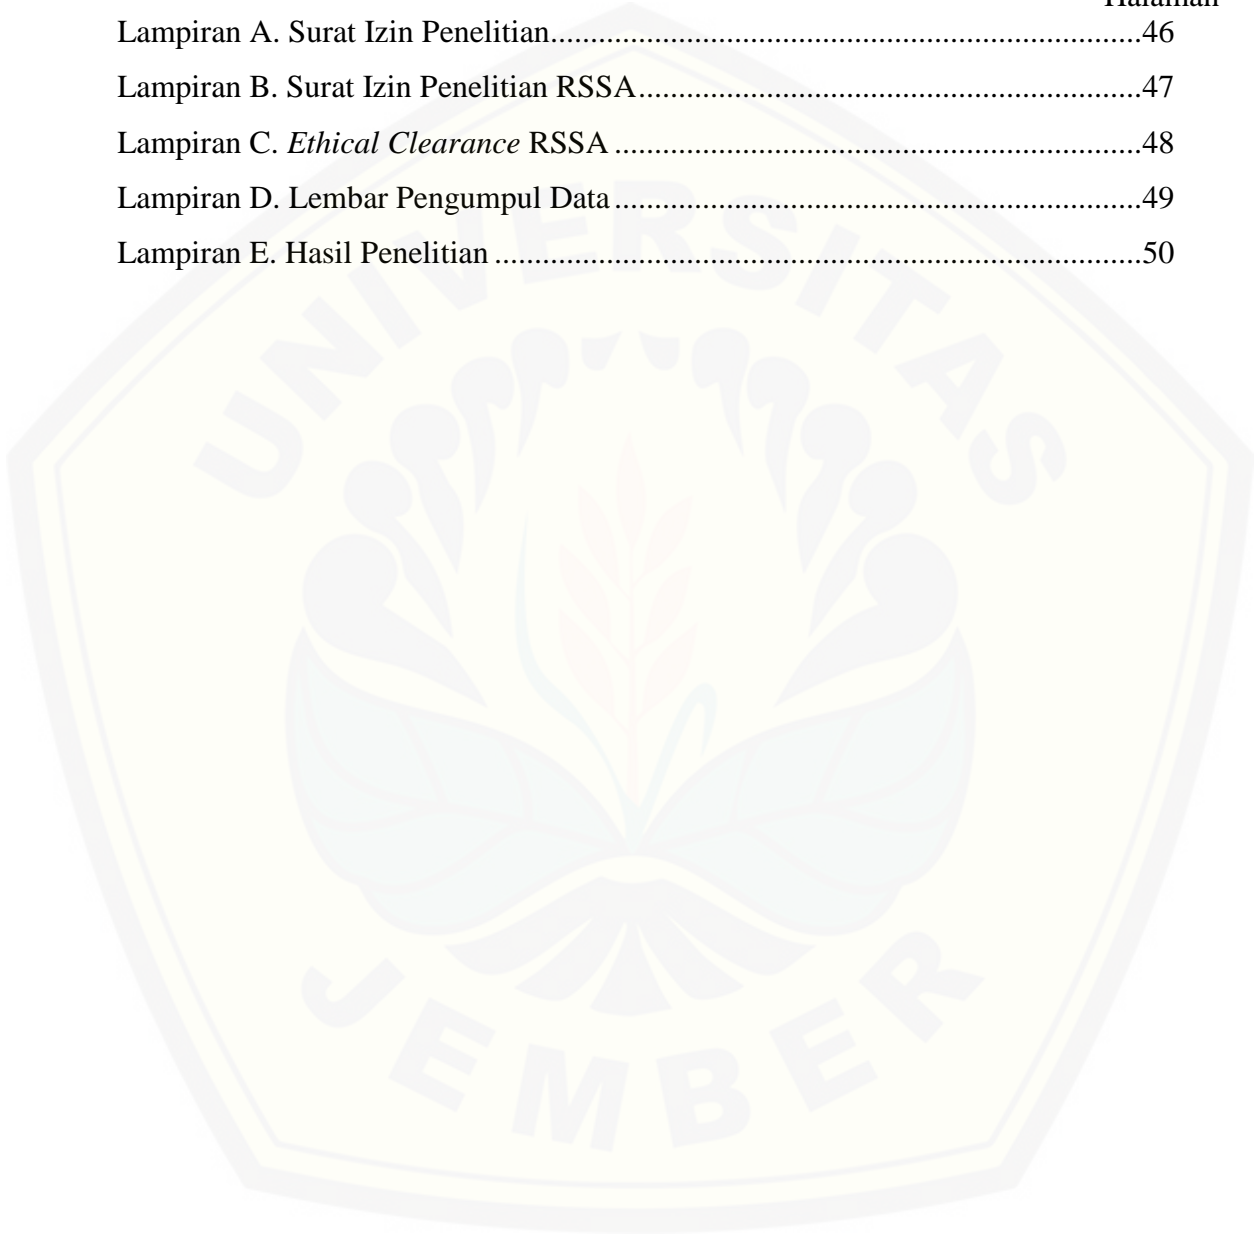 Halaman
Lampiran A. Surat Izin Penelitian..........................................................................46
Lampiran B. Surat Izin Penelitian RSSA...............................................................47
Lampiran C. Ethical Clearance RSSA ..................................................................48
Lampiran D. Lembar Pengumpul Data ..................................................................49
Lampiran E. Hasil Penelitian .................................................................................50
UNIVERSITAS
JEMBER